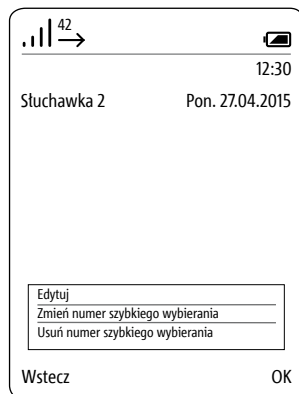 42
12:30
Słuchawka 2 Pon. 27.04.2015
Edytuj
Zmień numer szybkiego wybierania
Usuń numer szybkiego wybierania
Wstecz OK